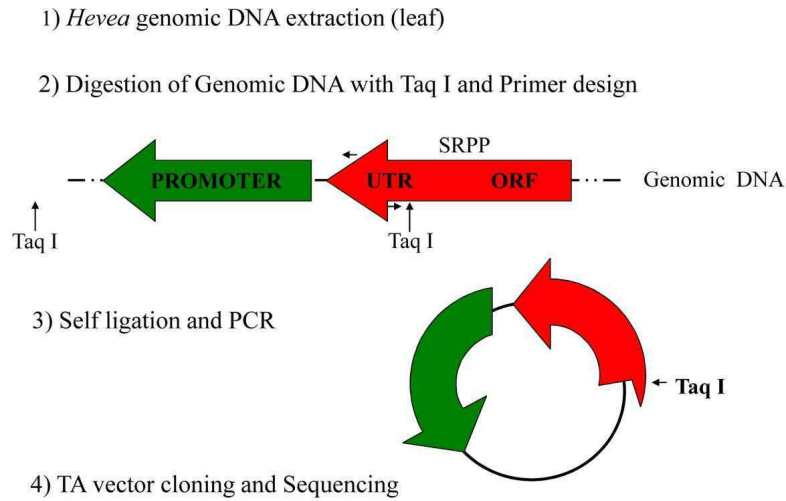 1) Hevea genomic DNA extraction (leaf)
2) Digestion of Genomic DNA with Taq I and Primer design
SRPP
PROMOTER UTR ORF Genomic DNA
Taq I Taq I
3) Self ligation and PCR
Taq I
4) TA vector cloning and Sequencing